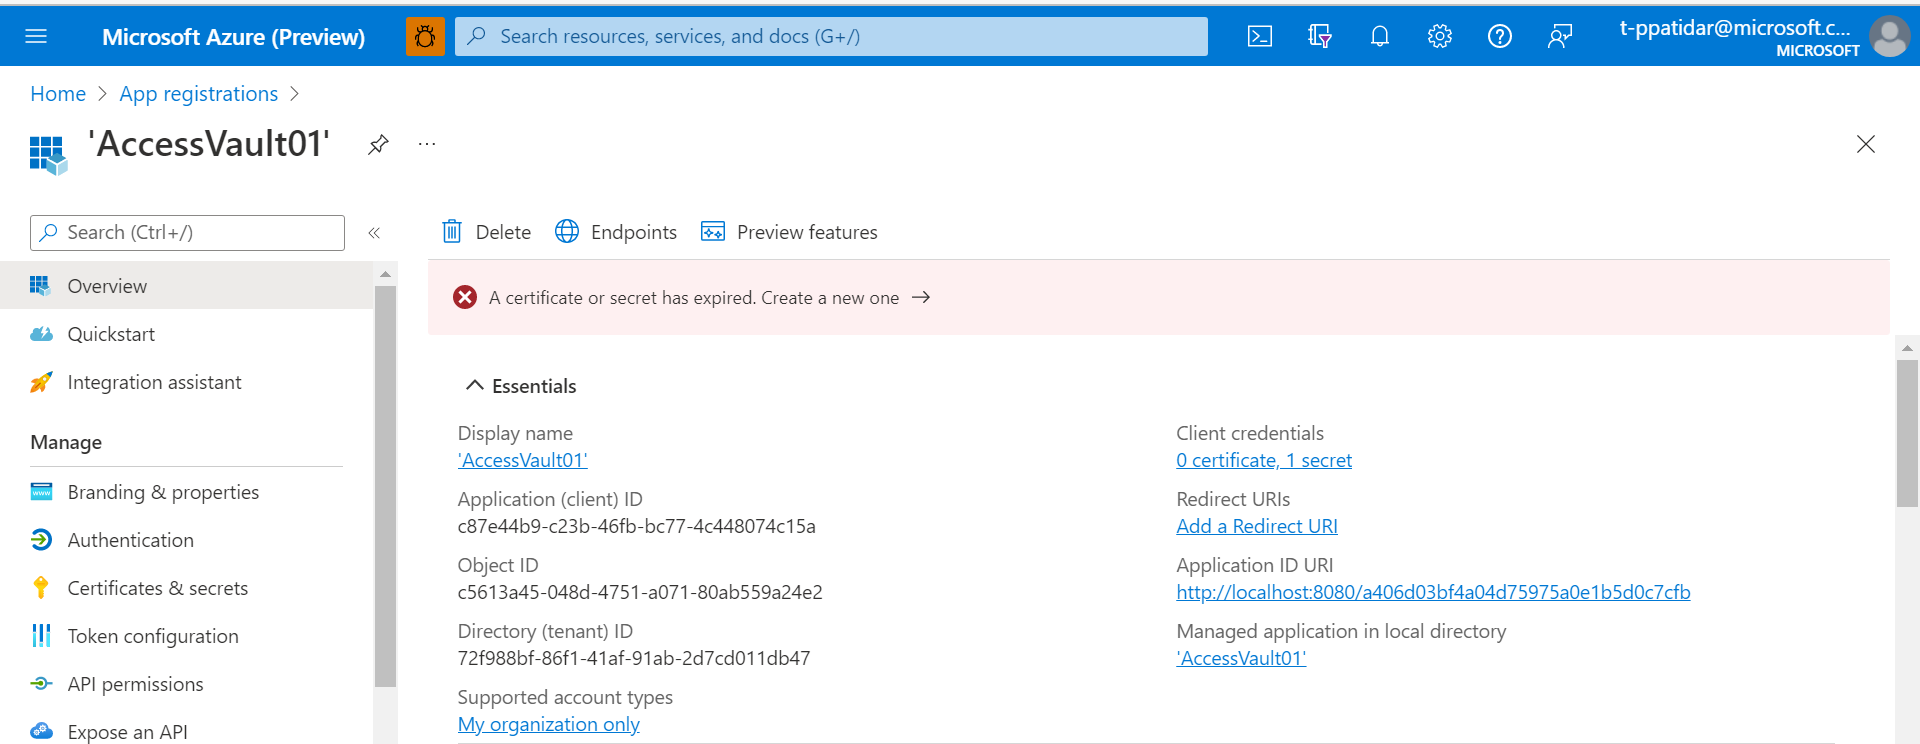 Microsoft Azure (Preview)
Search resources, services, and docs (G+/)
t-ppatidar@microsoft.c...
MICROSOFT
Home > App registrations >
'AccessVault01'
Search (Ctrl+/)
Delete Endpoints Preview features
Overview
Quickstart
Integration assistant
Manage
Branding & properties
Authentication
Certificates & secrets
Token configuration
API permissions
Expose an API
A certificate or secret has expired. Create a new one →
Essentials
Display name
'AccessVault01'
Application (client) ID
c87e44b9-c23b-46fb-bc77-4c448074c15a
Object ID
c5613a45-048d-4751-a071-80ab559a24e2
Directory (tenant) ID
72f988bf-86f1-41af-91ab-2d7cd011db47
Supported account types
My organization only
Client credentials
0 certificate, 1 secret
Redirect URIs
Add a Redirect URI
Application ID URI
http://localhost:8080/a406d03bf4a04d75975a0e1b5d0c7cfb
Managed application in local directory
'AccessVault01'